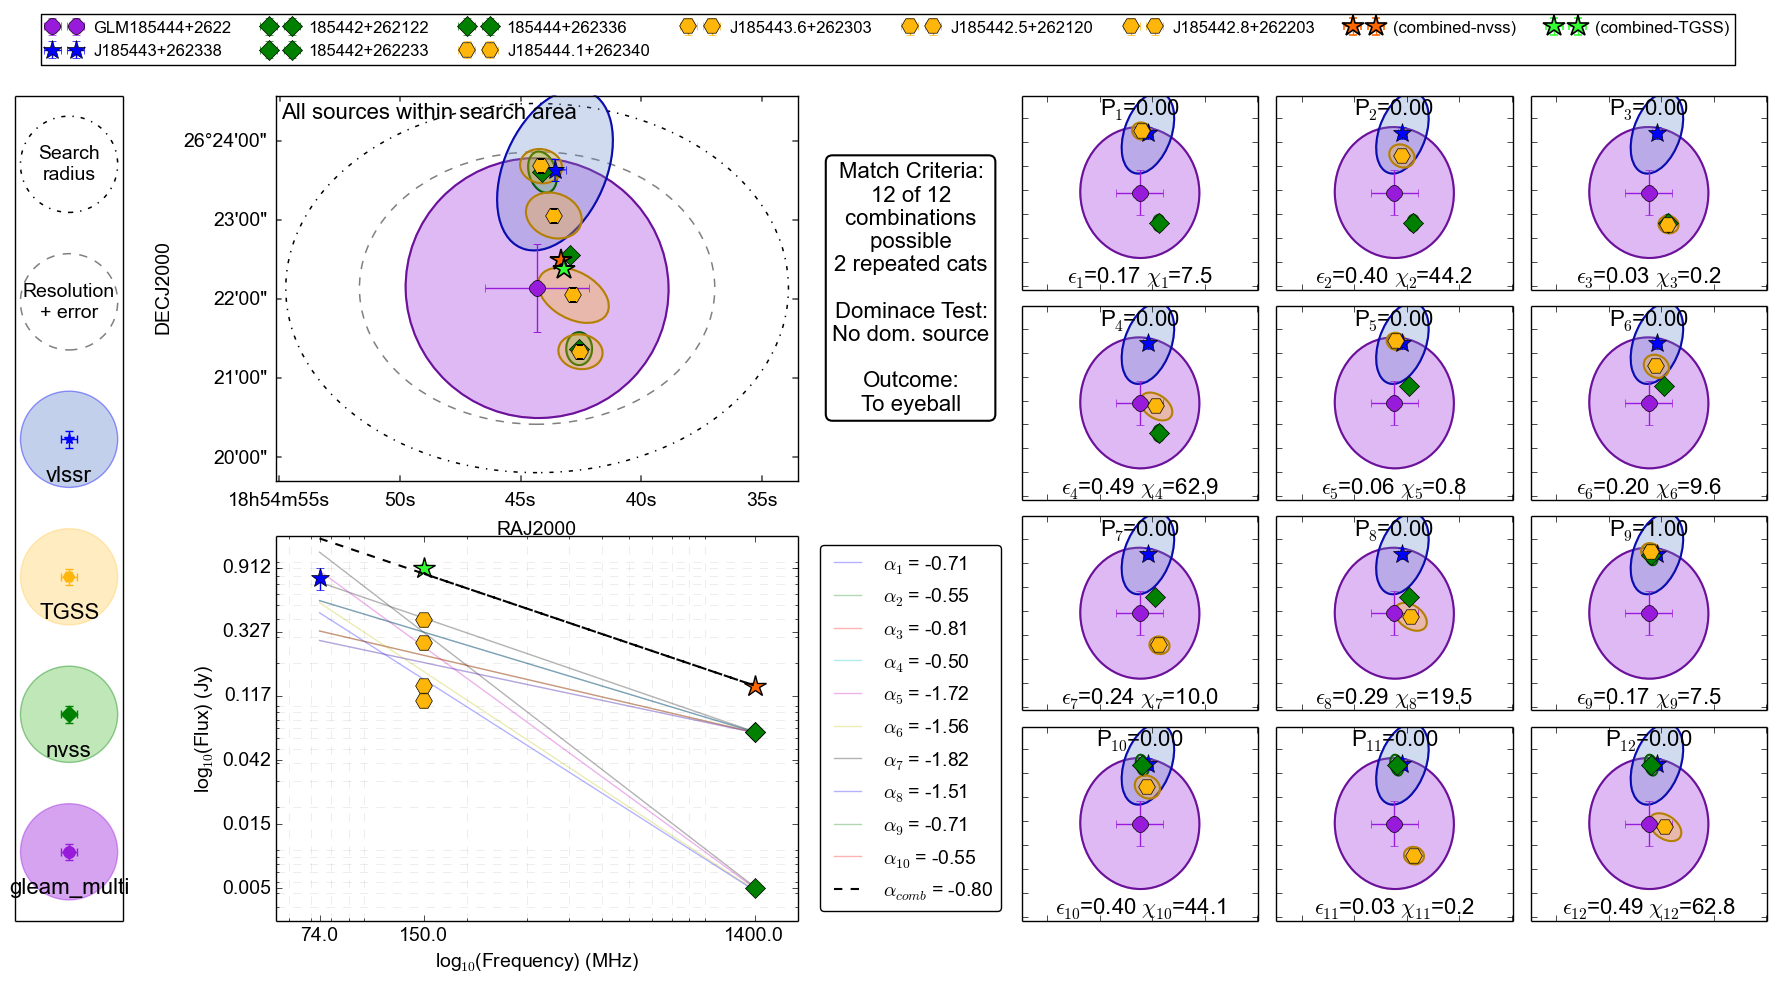 GLM185444+2622
185442+262122
185444+262336
J185443.6+262303
J185442.5+262120
J185442.8+262203
(combined-nvss)
(combined-TGSS)
J185443+262338
185442+262233
J185444.1+262340
Search
radius
Resolution
+ error
vlssr
TGSS
nvss
gleam_multi
All sources within search area
DECJ2000
26°24'00"
23'00"
22'00"
21'00"
20'00"
18h54m55s
50s
45s
40s
35s
RAJ2000
Match Criteria:
12 of 12
combinations
possible
2 repeated cats
Dominace Test:
No dom. source
Outcome:
To eyeball
log₁₀(Flux) (Jy)
0.912
0.327
0.117
0.042
0.015
0.005
74.0
150.0
1400.0
log₁₀(Frequency) (MHz)
α₁ = -0.71
α₂ = -0.55
α₃ = -0.81
α₄ = -0.50
α₅ = -1.72
α₆ = -1.56
α₇ = -1.82
α₈ = -1.51
α₉ = -0.71
α₁₀ = -0.55
α_comb = -0.80
P₁=0.00
ϵ₁=0.17 χ₁=7.5
P₂=0.00
ϵ₂=0.40 χ₂=44.2
P₃=0.00
ϵ₃=0.03 χ₃=0.2
P₄=0.00
ϵ₄=0.49 χ₄=62.9
P₅=0.00
ϵ₅=0.06 χ₅=0.8
P₆=0.00
ϵ₆=0.20 χ₆=9.6
P₇=0.00
ϵ₇=0.24 χ₇=10.0
P₈=0.00
ϵ₈=0.29 χ₈=19.5
P₉=1.00
ϵ₉=0.17 χ₉=7.5
P₁₀=0.00
ϵ₁₀=0.40 χ₁₀=44.1
P₁₁=0.00
ϵ₁₁=0.03 χ₁₁=0.2
P₁₂=0.00
ϵ₁₂=0.49 χ₁₂=62.8